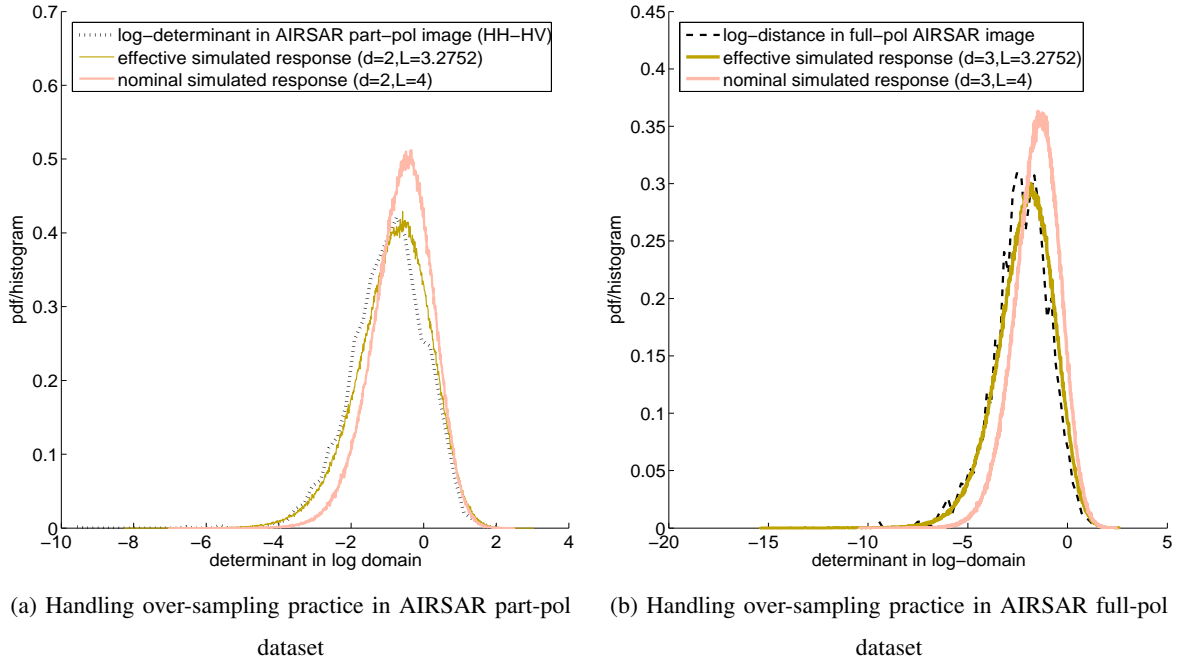 0.7
0.6
0.5
0.4
0.3
0.2
0.1
0
−10
−8
−6
−4
−2
0
2
4
pdf/histogram
determinant in log domain
log−determinant in AIRSAR part−pol image (HH−HV)
effective simulated response (d=2,L=3.2752)
nominal simulated response (d=2,L=4)
(a) Handling over-sampling practice in AIRSAR part-pol
dataset
0.45
0.4
0.35
0.3
0.25
0.2
0.15
0.1
0.05
0
−20
−15
−10
−5
0
5
pdf/histogram
determinant in log−domain
log−distance in full−pol AIRSAR image
effective simulated response (d=3,L=3.2752)
nominal simulated response (d=3,L=4)
(b) Handling over-sampling practice in AIRSAR full-pol
dataset